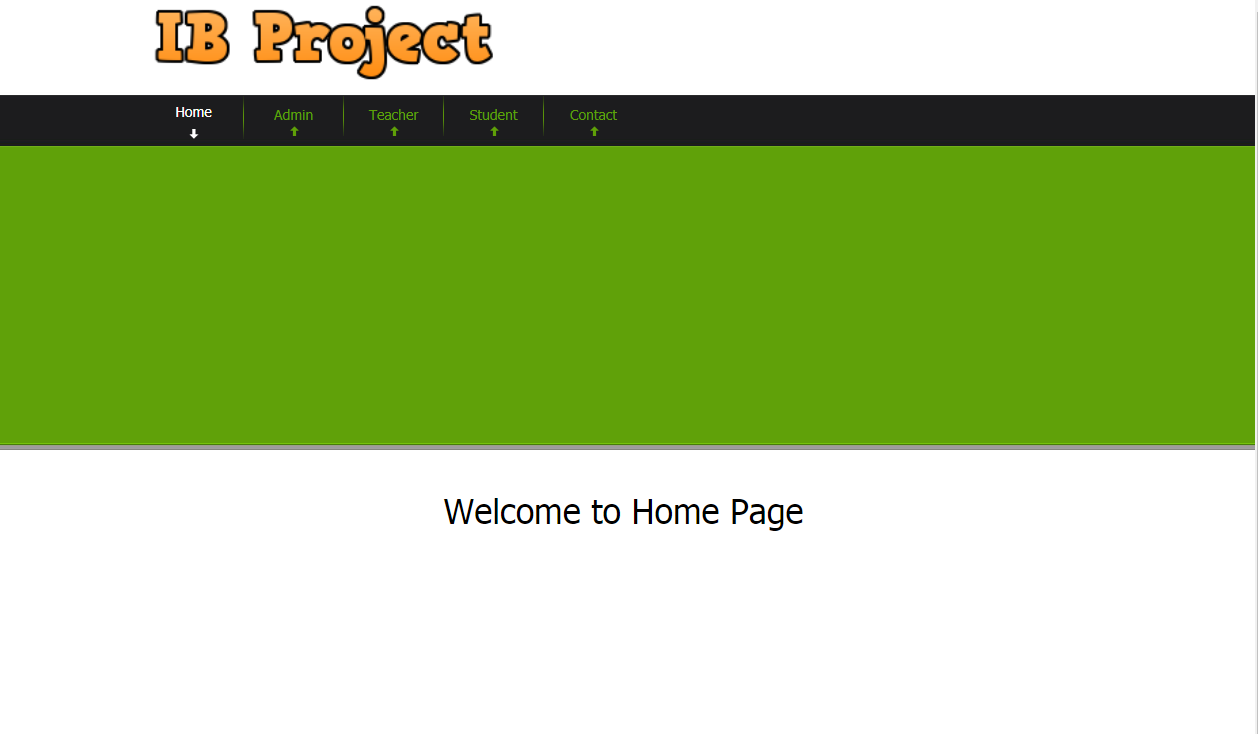 IB Project
Home Admin Teacher Student Contact
Welcome to Home Page